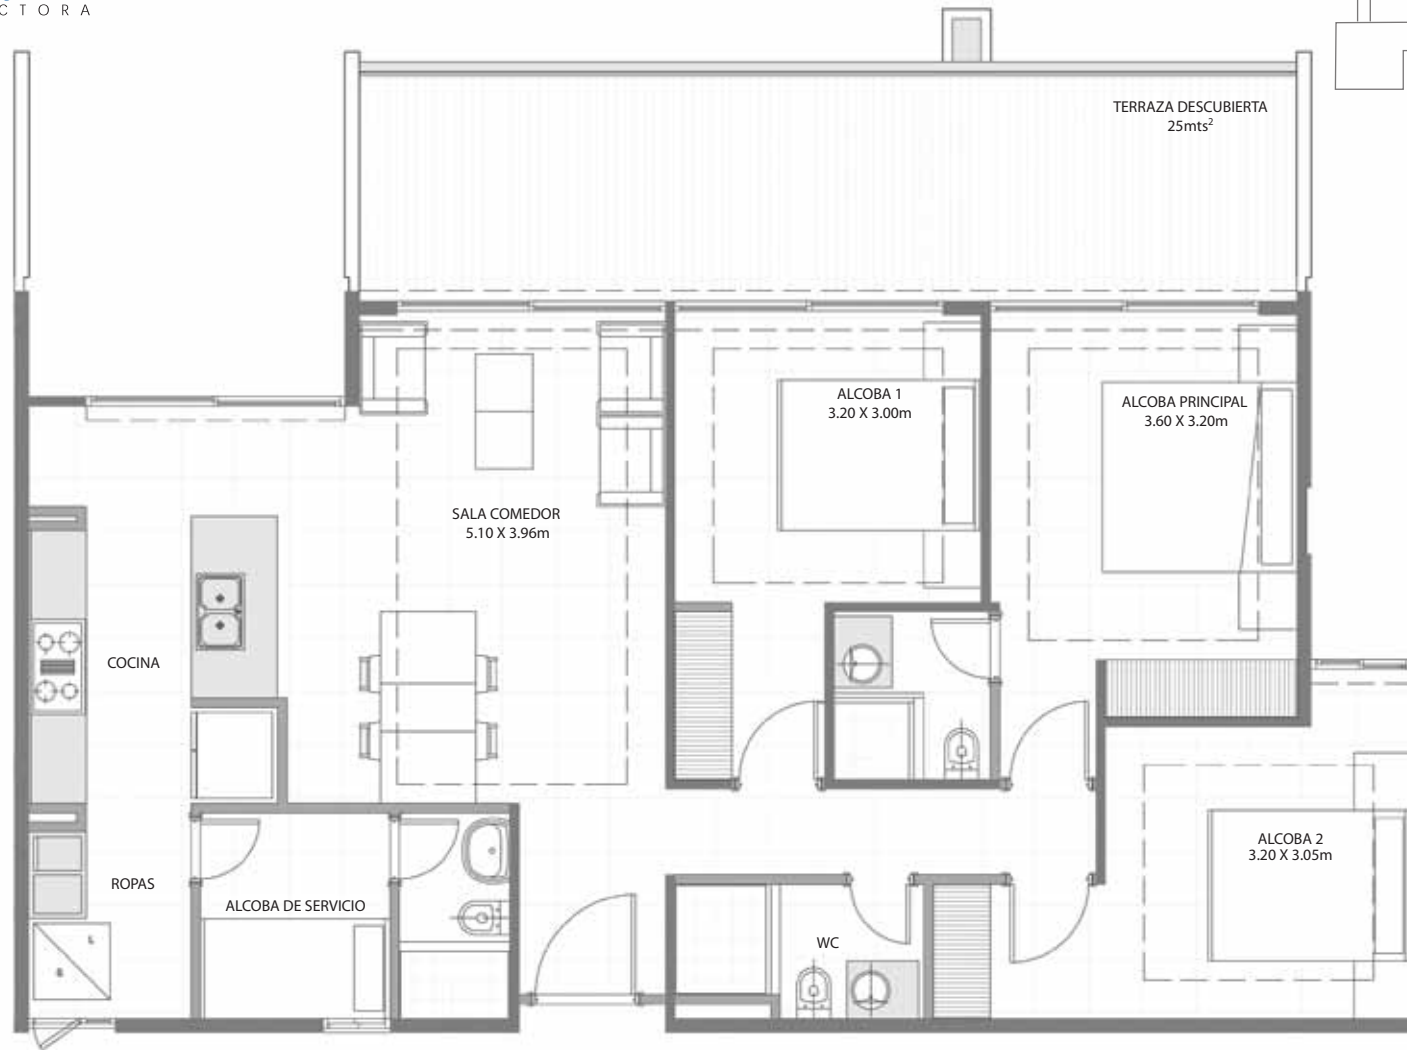 CTORA
TERRAZA DESCUBIERTA
25mts²
ALCOBA 1
3.20 X 3.00m
ALCOBA PRINCIPAL
3.60 X 3.20m
SALA COMEDOR
5.10 X 3.96m
COCINA
ALCOBA 2
3.20 X 3.05m
ROPAS
ALCOBA DE SERVICIO
WC
L